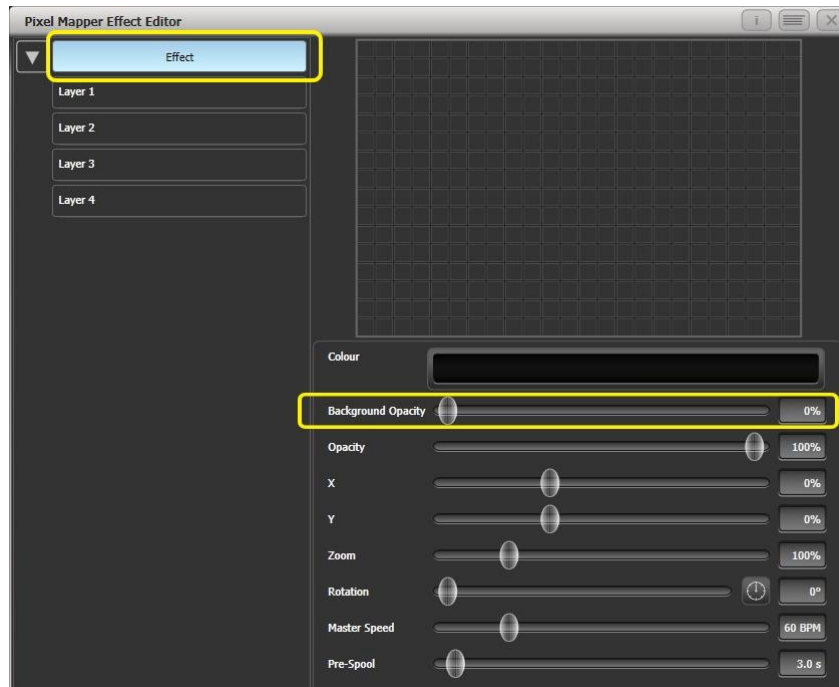 Pixel Mapper Effect Editor
Effect
Layer 1
Layer 2
Layer 3
Layer 4
Colour
Background Opacity 0%
Opacity 100%
X 0%
Y 0%
Zoom 100%
Rotation 0°
Master Speed 60 BPM
Pre-Spool 3.0 s